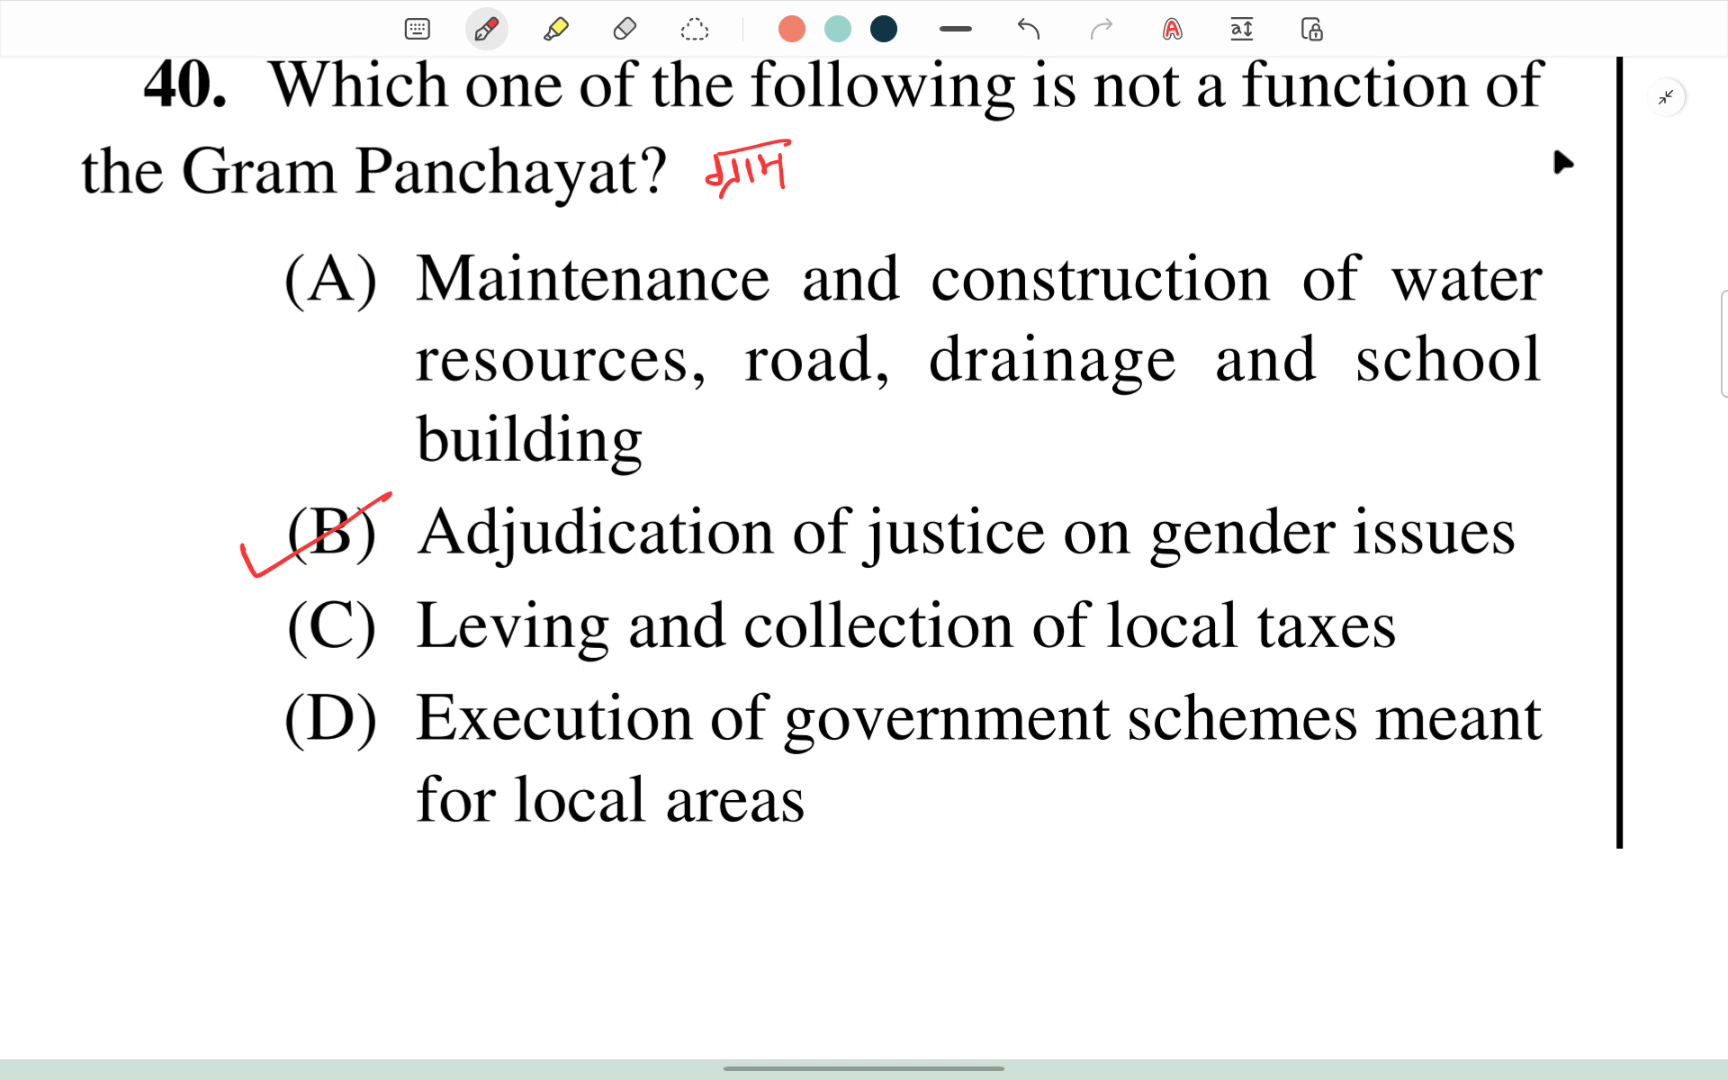 40. Which one of the following is not a function of
the Gram Panchayat? ग्राम
(A) Maintenance and construction of water
resources, road, drainage and school
building
(B) Adjudication of justice on gender issues
(C) Leving and collection of local taxes
(D) Execution of government schemes meant
for local areas